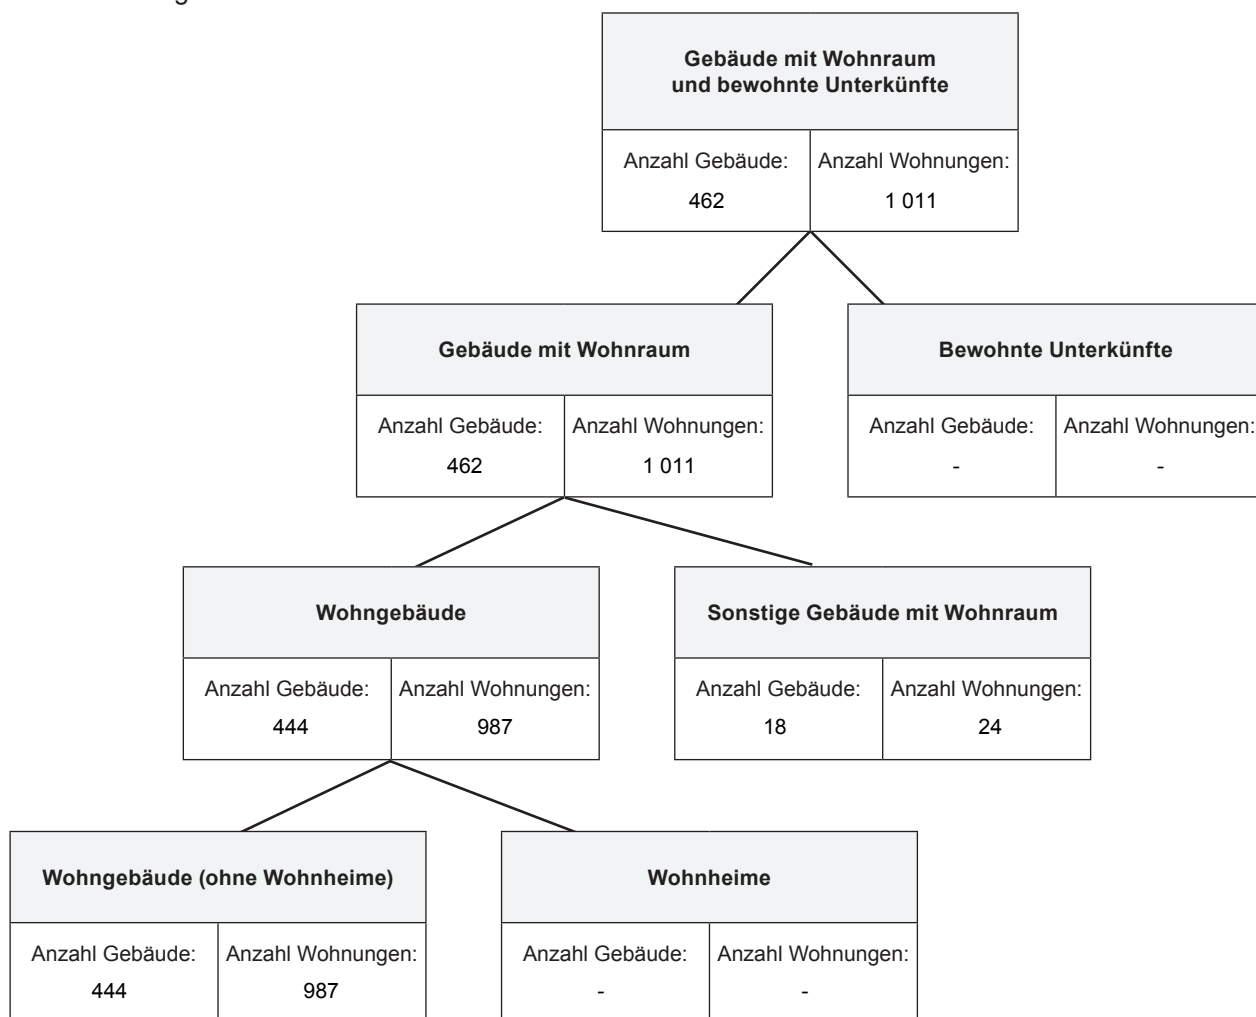 Gebäude mit Wohnraum
und bewohnte Unterkünfte
Anzahl Gebäude:
462
Anzahl Wohnungen:
1 011
Gebäude mit Wohnraum
Anzahl Gebäude:
462
Anzahl Wohnungen:
1 011
Bewohnte Unterkünfte
Anzahl Gebäude:
-
Anzahl Wohnungen:
-
Wohngebäude
Anzahl Gebäude:
444
Anzahl Wohnungen:
987
Sonstige Gebäude mit Wohnraum
Anzahl Gebäude:
18
Anzahl Wohnungen:
24
Wohngebäude (ohne Wohnheime)
Anzahl Gebäude:
444
Anzahl Wohnungen:
987
Wohnheime
Anzahl Gebäude:
-
Anzahl Wohnungen:
-